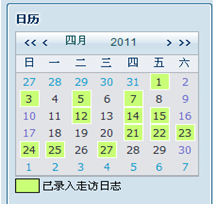 日历
<< < 四月 2011 > >>
日 一 二 三 四 五 六
27 28 29 30 31 1 2
3 4 5 6 7 8 9
10 11 12 13 14 15 16
17 18 19 20 21 22 23
24 25 26 27 28 29 30
1 2 3 4 5 6 7
已录入走访日志